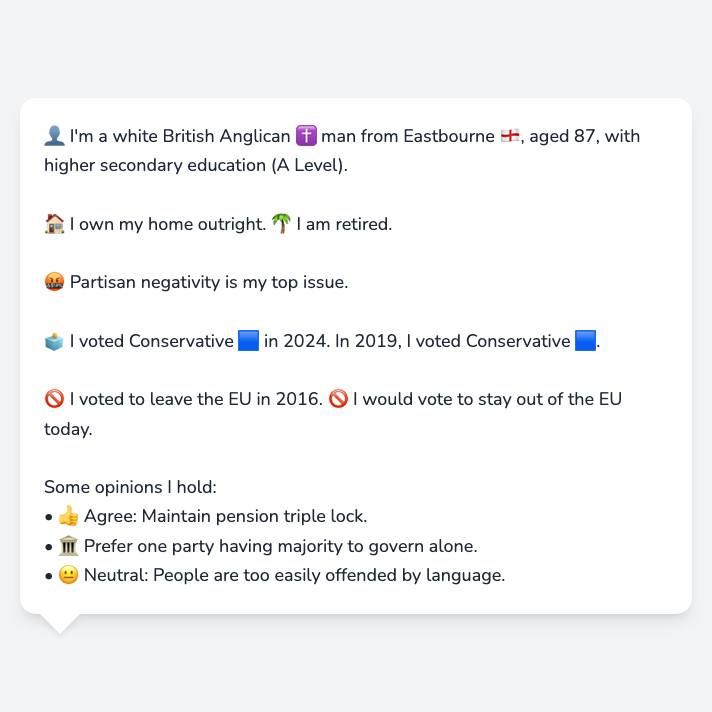 👤 I'm a white British Anglican ✝️ man from Eastbourne 🏴󠁧󠁢󠁥󠁮󠁧󠁿, aged 87, with
higher secondary education (A Level).
🏠 I own my home outright. 🌴 I am retired.
🤬 Partisan negativity is my top issue.
🗳️ I voted Conservative 🟦 in 2024. In 2019, I voted Conservative 🟦.
🚫 I voted to leave the EU in 2016. 🚫 I would vote to stay out of the EU
today.
Some opinions I hold:
• 👍 Agree: Maintain pension triple lock.
• 🏛️ Prefer one party having majority to govern alone.
• 😐 Neutral: People are too easily offended by language.